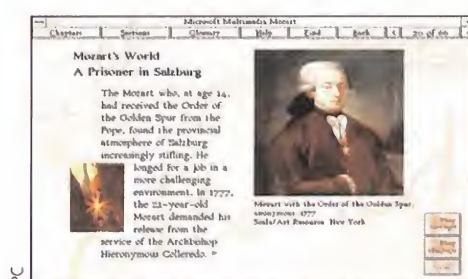 Microsoft Multimedia Mozart
Chapters Sections Glossary Help Find Back 20 of 66
Mozart's World
A Prisoner in Salzburg
The Mozart who, at age 14,
had received the Order of
the Golden Spur from the
Pope, found the provincial
atmosphere of Salzburg
increasingly stifling. He
longed for a job in a
more challenging
environment. In 1777,
the 21-year-old
Mozart demanded his
release from the
service of the Archbishop
Hieronymous Colleredo.
Mozart with the Order of the Golden Spur,
anonymous 1777
Scala/Art Resource New York
Play
Play
PC